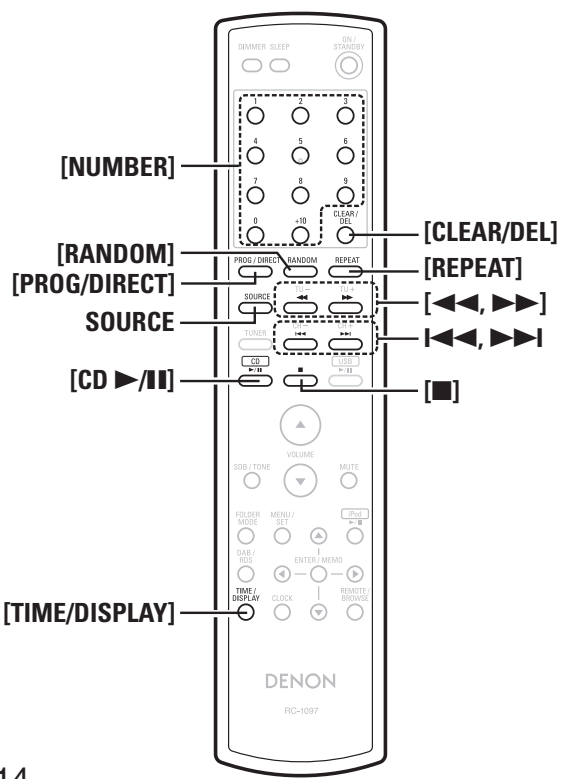 ON /
DIMMER SLEEP STANDBY
1 2 3
4 5 6
[NUMBER]
7 8 9
0 +10 CLEAR /
DEL
[CLEAR/DEL]
[RANDOM]
PROG / DIRECT RANDOM REPEAT
[REPEAT]
[PROG/DIRECT]
TU − TU +
◀◀ ▶▶
[◀◀, ▶▶]
SOURCE
SOURCE
TUNER
CH − CH +
I◀◀ ▶▶I
I◀◀, ▶▶I
CD ■ USB
▶/II ▶/II
[CD ▶/II]
[■]
VOLUME
SDB / TONE MUTE
FOLDER MENU / iPod
MODE SET ▶/II
DAB / ENTER / MEMO
RDS
TIME / CLOCK REMOTE /
DISPLAY BROWSE
[TIME/DISPLAY]
DENON
RC-1097
14